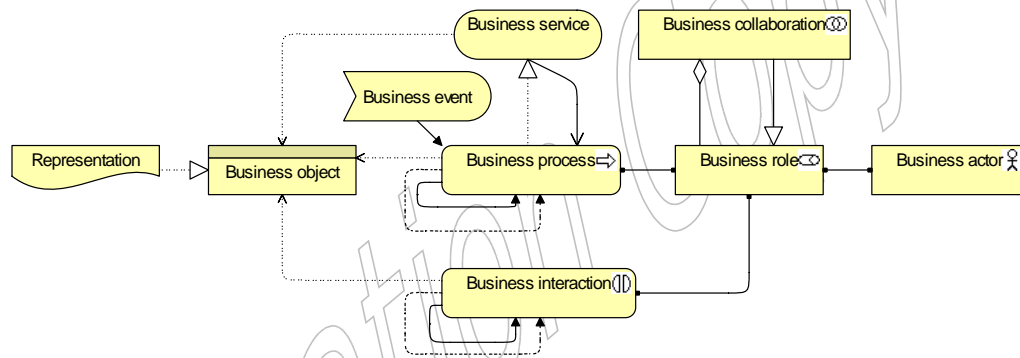 Business service
Business collaboration
Business event
Representation
Business object
Business process
Business role
Business actor
Business interaction